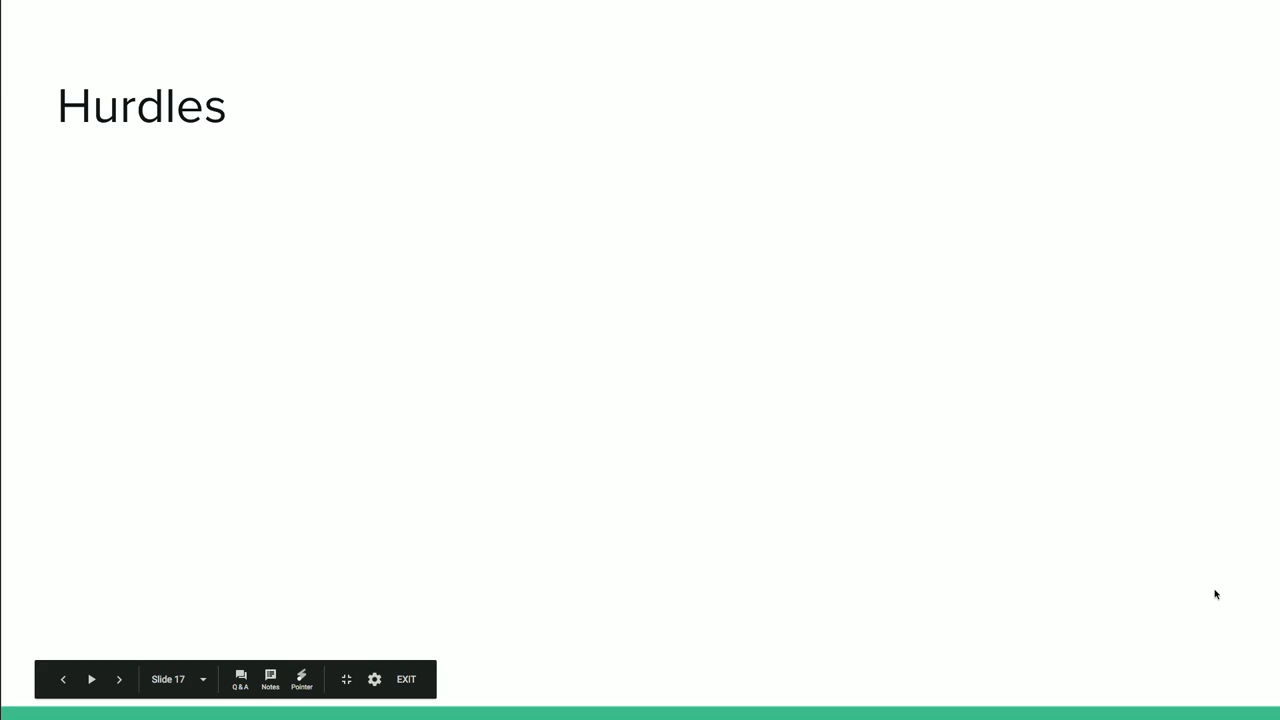 Hurdles
Slide 17
Q & A
Notes
Pointer
EXIT